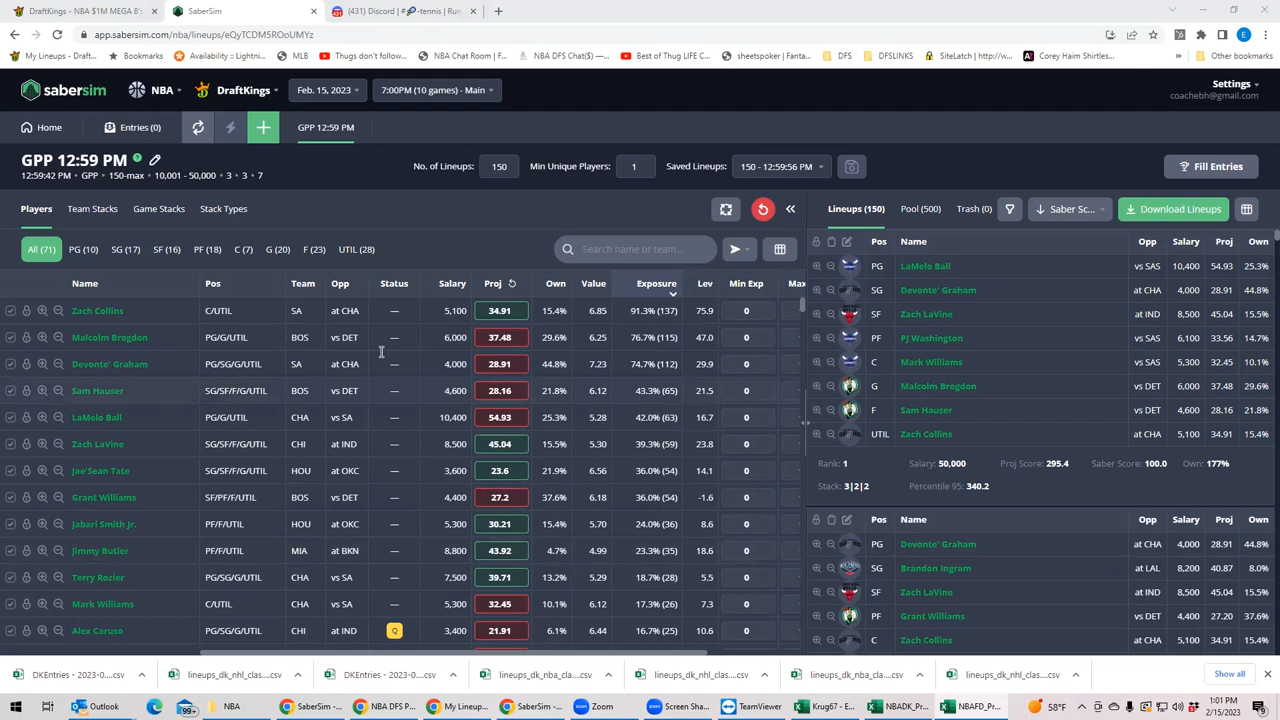 DraftKings - NBA $1M MEGA 8's
SaberSim
(431) Discord | #🎾-tennis | Run
app.sabersim.com/nba/lineups/eQyTCDM5ROoUMYz
My Lineups - Draf...
Bookmarks
Availability :: Lightni...
MLB
Thugs don't follow...
NBA Chat Room | F...
NBA DFS Chat($) —...
Best of Thug LIFE C...
sheetspoker | Fanta...
DFS
DFSLINKS
SiteLatch | http://w...
Corey Haim Shirtles...
»
Other bookmarks
sabersim
NBA
DraftKings
Feb. 15, 2023
7:00PM (10 games) - Main
Settings
coachebh@gmail.com
Home
Entries (0)
GPP 12:59 PM
GPP 12:59 PM
12:59:42 PM • GPP • 150-max • 10,001 - 50,000 • 3 • 3 • 7
No. of Lineups: 150
Min Unique Players: 1
Saved Lineups: 150 - 12:59:56 PM
Fill Entries
Players Team Stacks Game Stacks Stack Types
Lineups (150) Pool (500) Trash (0)
Saber Sc...
Download Lineups
All (71) PG (10) SG (17) SF (16) PF (18) C (7) G (20) F (23) UTIL (28)
Search name or team...
Name Pos Team Opp Status Salary Proj Own Value Exposure Lev Min Exp Max
Zach Collins C/UTIL SA at CHA — 5,100 34.91 15.4% 6.85 91.3% (137) 75.9 0
Malcolm Brogdon PG/G/UTIL BOS vs DET — 6,000 37.48 29.6% 6.25 76.7% (115) 47.0 0
Devonte' Graham PG/SG/G/UTIL SA at CHA — 4,000 28.91 44.8% 7.23 74.7% (112) 29.9 0
Sam Hauser SG/SF/F/G/UTIL BOS vs DET — 4,600 28.16 21.8% 6.12 43.3% (65) 21.5 0
LaMelo Ball PG/G/UTIL CHA vs SA — 10,400 54.93 25.3% 5.28 42.0% (63) 16.7 0
Zach LaVine SG/SF/F/G/UTIL CHI at IND — 8,500 45.04 15.5% 5.30 39.3% (59) 23.8 0
Jae'Sean Tate SG/SF/F/G/UTIL HOU at OKC — 3,600 23.6 21.9% 6.56 36.0% (54) 14.1 0
Grant Williams SF/PF/F/UTIL BOS vs DET — 4,400 27.2 37.6% 6.18 36.0% (54) -1.6 0
Jabari Smith Jr. PF/F/UTIL HOU at OKC — 5,300 30.21 15.4% 5.70 24.0% (36) 8.6 0
Jimmy Butler PF/F/UTIL MIA at BKN — 8,800 43.92 4.7% 4.99 23.3% (35) 18.6 0
Terry Rozier PG/SG/G/UTIL CHA vs SA — 7,500 39.71 13.2% 5.29 18.7% (28) 5.5 0
Mark Williams C/UTIL CHA vs SA — 5,300 32.45 10.1% 6.12 17.3% (26) 7.3 0
Alex Caruso PG/SG/G/UTIL CHI at IND Q 3,400 21.91 6.1% 6.44 16.7% (25) 10.6 0
Pos Name Opp Salary Proj Own
PG LaMelo Ball vs SAS 10,400 54.93 25.3%
SG Devonte' Graham at CHA 4,000 28.91 44.8%
SF Zach LaVine at IND 8,500 45.04 15.5%
PF PJ Washington vs SAS 6,100 33.56 14.7%
C Mark Williams vs SAS 5,300 32.45 10.1%
G Malcolm Brogdon vs DET 6,000 37.48 29.6%
F Sam Hauser vs DET 4,600 28.16 21.8%
UTIL Zach Collins at CHA 5,100 34.91 15.4%
Rank: 1 Salary: 50,000 Proj Score: 295.4 Saber Score: 100.0 Own: 177%
Stack: 3|2|2 Percentile 95: 340.2
Pos Name Opp Salary Proj Own
PG Devonte' Graham at CHA 4,000 28.91 44.8%
SG Brandon Ingram at LAL 8,200 40.87 8.0%
SF Zach LaVine at IND 8,500 45.04 15.5%
PF Grant Williams vs DET 4,400 27.20 37.6%
C Zach Collins at CHA 5,100 34.91 15.4%
DKEntries - 2023-0....csv
lineups_dk_nhl_clas....csv
DKEntries - 2023-0....csv
lineups_dk_nba_cla....csv
lineups_dk_nhl_clas....csv
lineups_dk_nba_cla....csv
lineups_dk_nhl_clas....csv
Show all
Outlook
99+
NBA
SaberSim -...
NBA DFS P...
My Lineup...
SaberSim -...
Zoom
Screen Sha...
TeamViewer
Krug67 - E...
NBADK_Pr...
NBAFD_Pr...
58°F
1:01 PM
2/15/2023